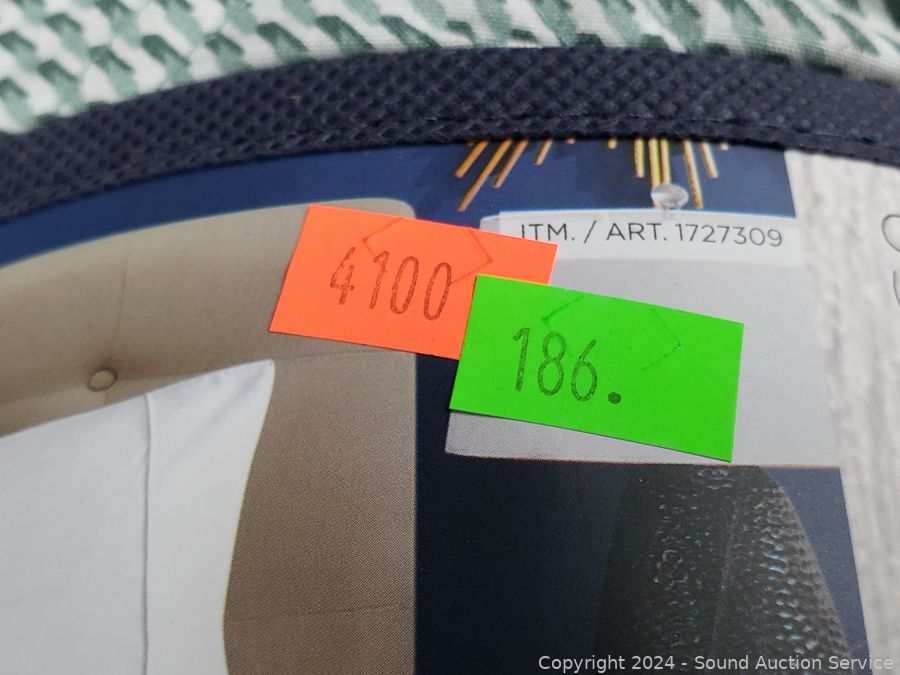 ITM. / ART. 1727309
4100
186.
Copyright © 2024 - Sound Auction Service